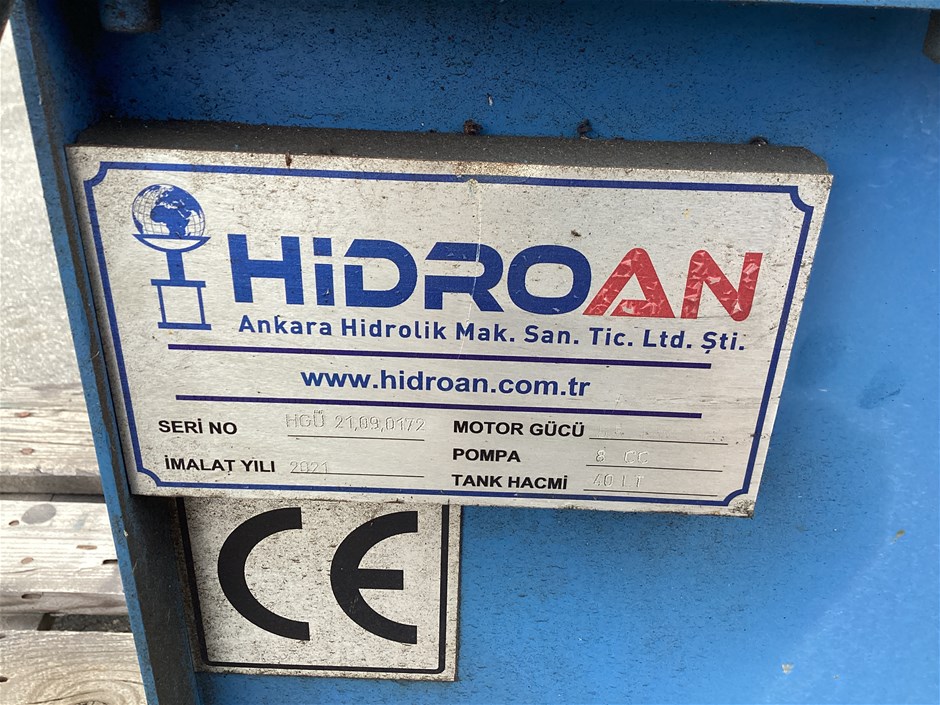 HiDROAN
Ankara Hidrolik Mak. San. Tic. Ltd. Şti.
www.hidroan.com.tr
SERİ NO HGÜ 21,09,0172
MOTOR GÜCÜ
İMALAT YILI 2021
POMPA 8 CC
TANK HACMİ 40 LT
CE